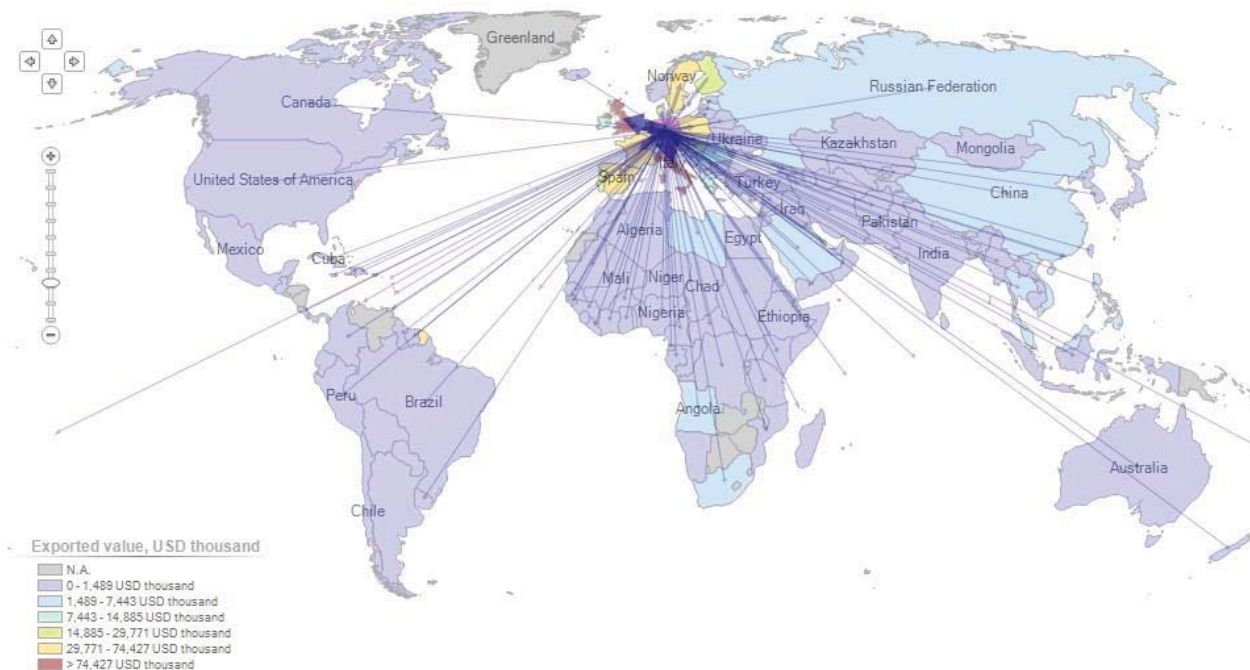 Greenland
Norway
Canada
Russian Federation
Ukraine
Kazakhstan
Mongolia
United States of America
Spain
Turkey
China
Iraq
Pakistan
Algeria
Egypt
India
Mexico
Cuba
Mali
Niger
Chad
Nigeria
Ethiopia
Peru
Brazil
Angola
Australia
Chile
Exported value, USD thousand
N.A.
0 - 1,489 USD thousand
1,489 - 7,443 USD thousand
7,443 - 14,885 USD thousand
14,885 - 29,771 USD thousand
29,771 - 74,427 USD thousand
> 74,427 USD thousand